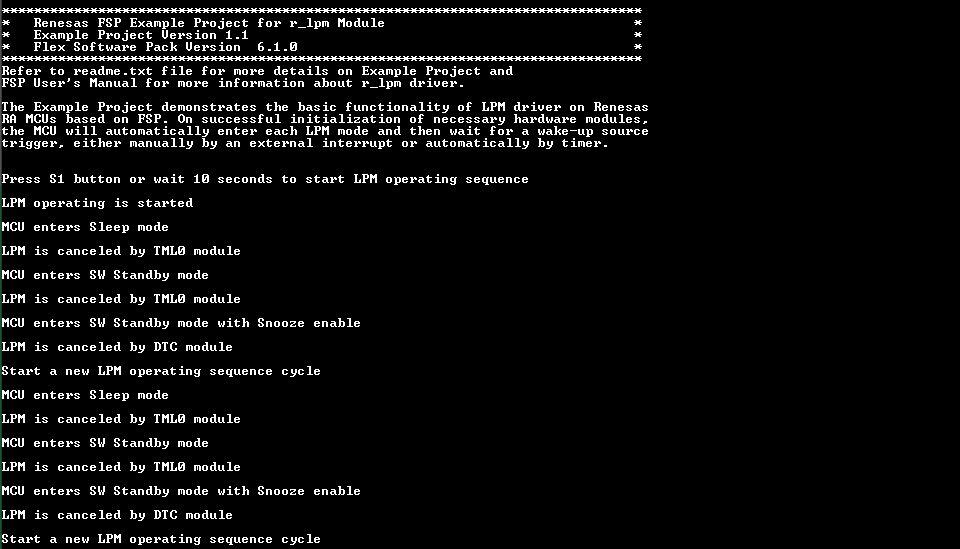 ********************************************************************************
*   Renesas FSP Example Project for r_lpm Module                               *
*   Example Project Version 1.1                                                *
*   Flex Software Pack Version  6.1.0                                          *
********************************************************************************
Refer to readme.txt file for more details on Example Project and
FSP User's Manual for more information about r_lpm driver.
The Example Project demonstrates the basic functionality of LPM driver on Renesas
RA MCUs based on FSP. On successful initialization of necessary hardware modules,
the MCU will automatically enter each LPM mode and then wait for a wake-up source
trigger, either manually by an external interrupt or automatically by timer.
Press S1 button or wait 10 seconds to start LPM operating sequence
LPM operating is started
MCU enters Sleep mode
LPM is canceled by TML0 module
MCU enters SW Standby mode
LPM is canceled by TML0 module
MCU enters SW Standby mode with Snooze enable
LPM is canceled by DTC module
Start a new LPM operating sequence cycle
MCU enters Sleep mode
LPM is canceled by TML0 module
MCU enters SW Standby mode
LPM is canceled by TML0 module
MCU enters SW Standby mode with Snooze enable
LPM is canceled by DTC module
Start a new LPM operating sequence cycle